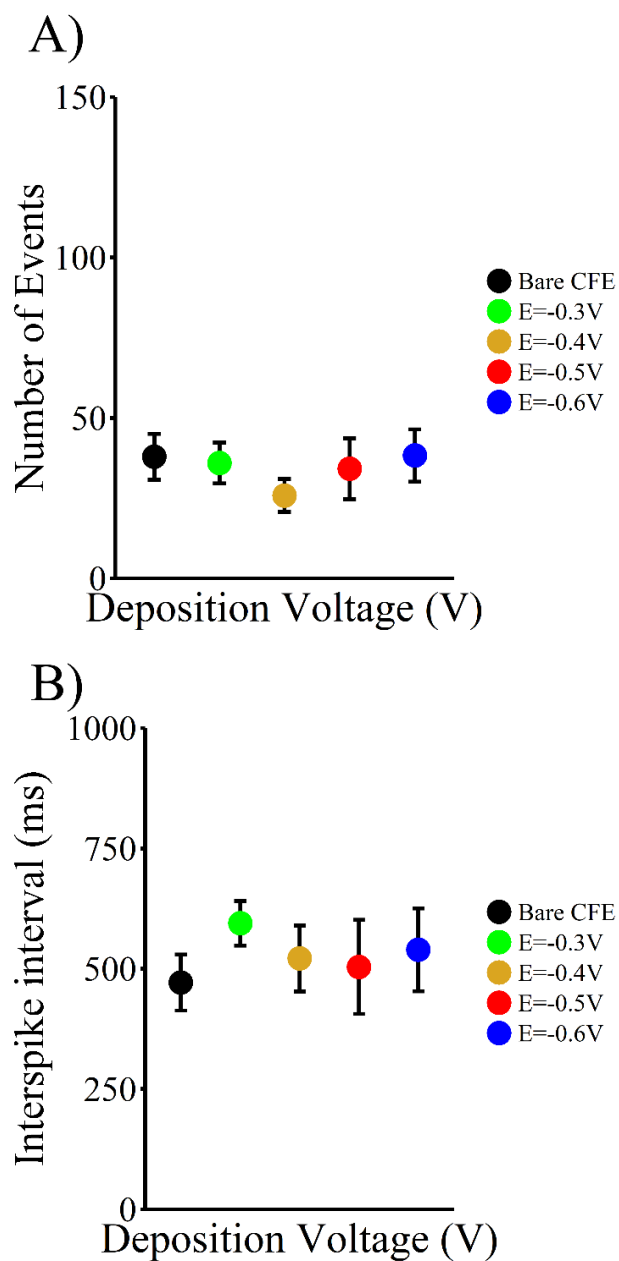 A)
150
100
50
0
Number of Events
Deposition Voltage (V)
Bare CFE
E=-0.3V
E=-0.4V
E=-0.5V
E=-0.6V
B)
1000
750
500
250
0
Interspike interval (ms)
Deposition Voltage (V)
Bare CFE
E=-0.3V
E=-0.4V
E=-0.5V
E=-0.6V